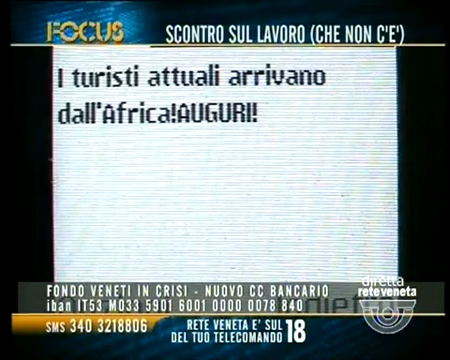 FOCUS
SCONTRO SUL LAVORO (CHE NON C'E')
I turisti attuali arrivano
dall'Africa!AUGURI!
diretta
reteveneta
FONDO VENETI IN CRISI - NUOVO CC BANCARIO
iban IT53 M033 5901 6001 0000 0078 840
SMS 340 3218806
RETE VENETA E' SUL 18
DEL TUO TELECOMANDO